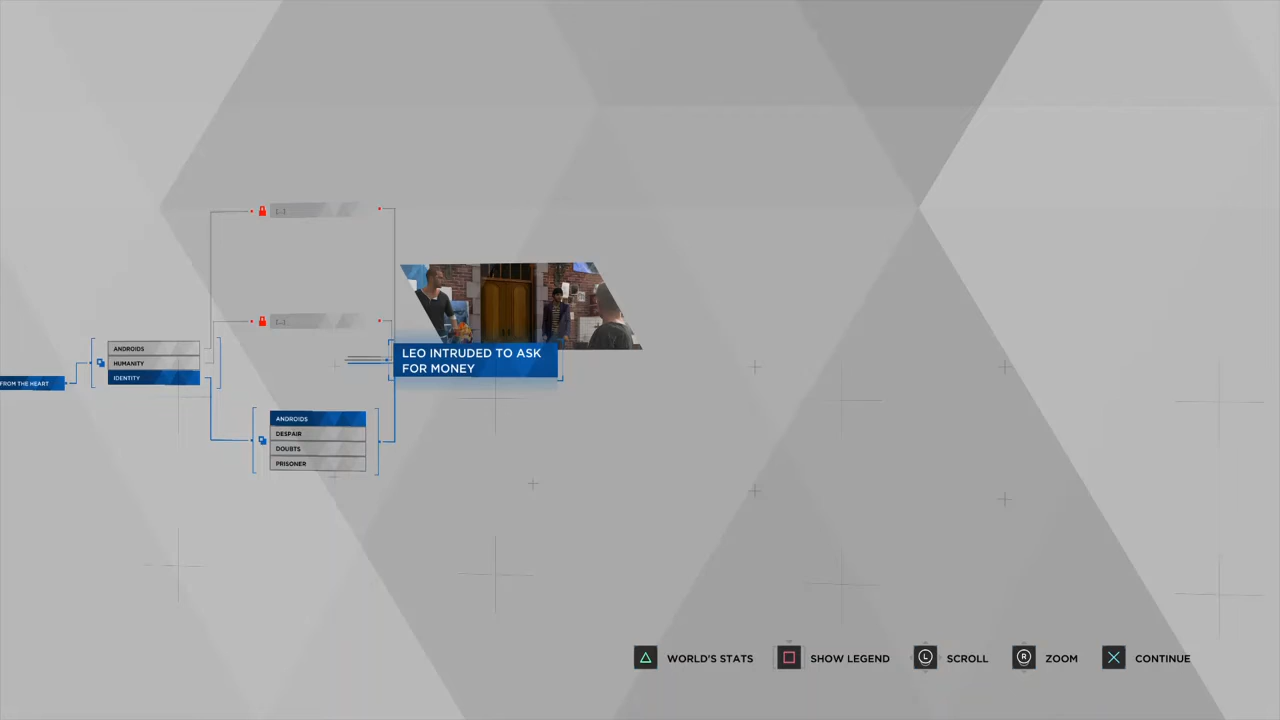 [...]
[...]
FROM THE HEART
ANDROIDS
HUMANITY
IDENTITY
LEO INTRUDED TO ASK
FOR MONEY
ANDROIDS
DESPAIR
DOUBTS
PRISONER
WORLD'S STATS
SHOW LEGEND
L
SCROLL
R
ZOOM
CONTINUE